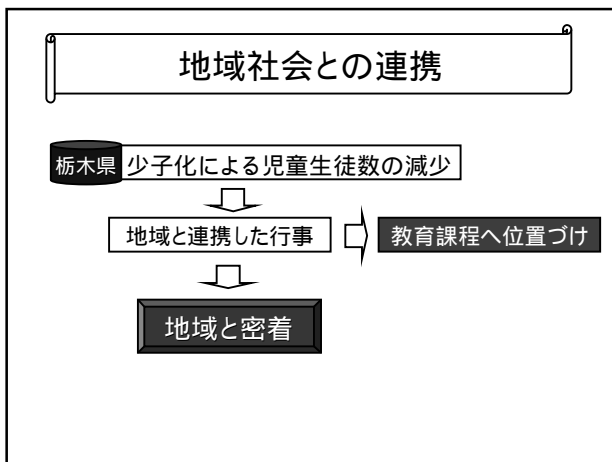 地域社会との連携
栃木県 少子化による児童生徒数の減少
地域と連携した行事 教育課程へ位置づけ
地域と密着